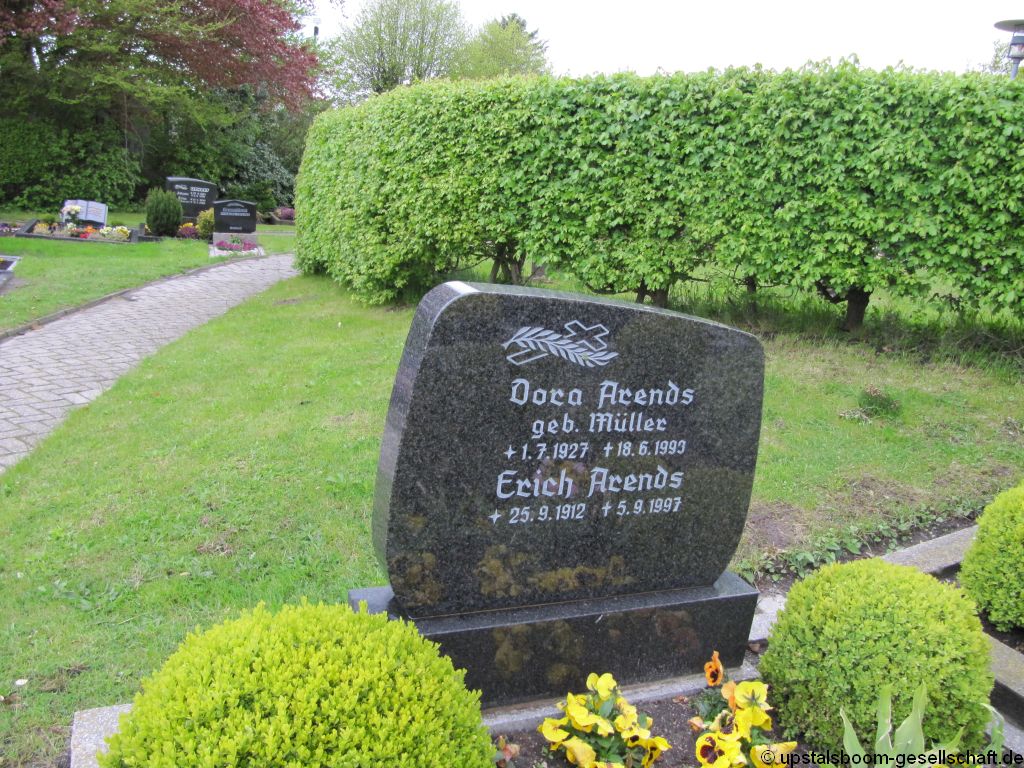 Dora Arends
geb. Müller
1.7.1927 ✝ 18.6.1993
Erich Arends
25.9.1912 ✝ 5.9.1997
© upstalsboom-gesellschaft.de